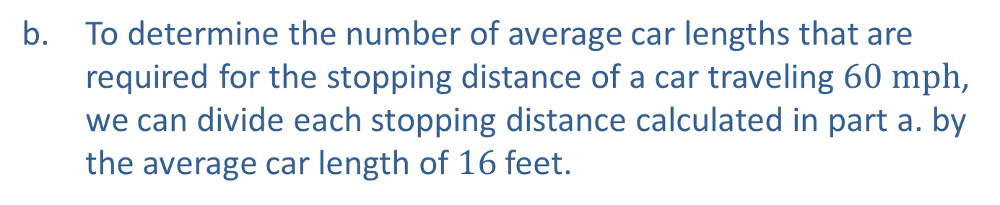 b. To determine the number of average car lengths that are
required for the stopping distance of a car traveling 60 mph,
we can divide each stopping distance calculated in part a. by
the average car length of 16 feet.